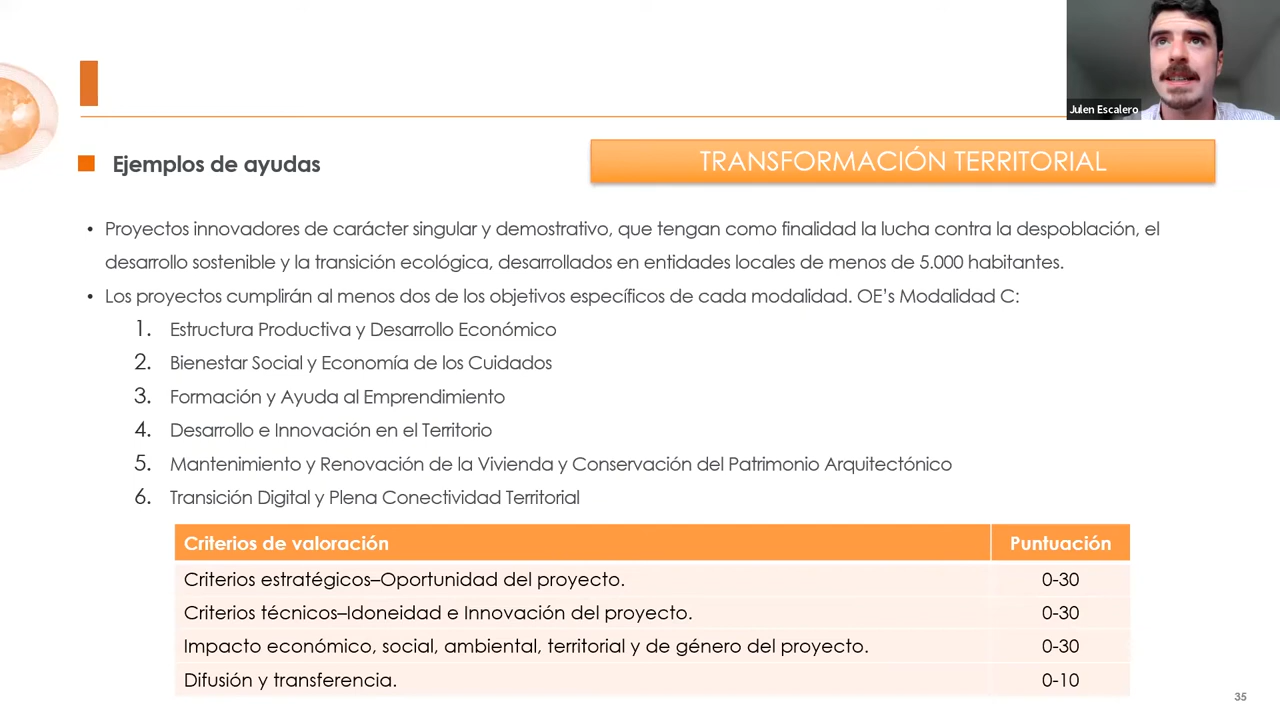 Julen Escalero
Ejemplos de ayudas
TRANSFORMACIÓN TERRITORIAL
• Proyectos innovadores de carácter singular y demostrativo, que tengan como finalidad la lucha contra la despoblación, el
desarrollo sostenible y la transición ecológica, desarrollados en entidades locales de menos de 5.000 habitantes.
• Los proyectos cumplirán al menos dos de los objetivos específicos de cada modalidad. OE's Modalidad C:
1. Estructura Productiva y Desarrollo Económico
2. Bienestar Social y Economía de los Cuidados
3. Formación y Ayuda al Emprendimiento
4. Desarrollo e Innovación en el Territorio
5. Mantenimiento y Renovación de la Vivienda y Conservación del Patrimonio Arquitectónico
6. Transición Digital y Plena Conectividad Territorial
Criterios de valoración Puntuación
Criterios estratégicos–Oportunidad del proyecto. 0-30
Criterios técnicos–Idoneidad e Innovación del proyecto. 0-30
Impacto económico, social, ambiental, territorial y de género del proyecto. 0-30
Difusión y transferencia. 0-10
35